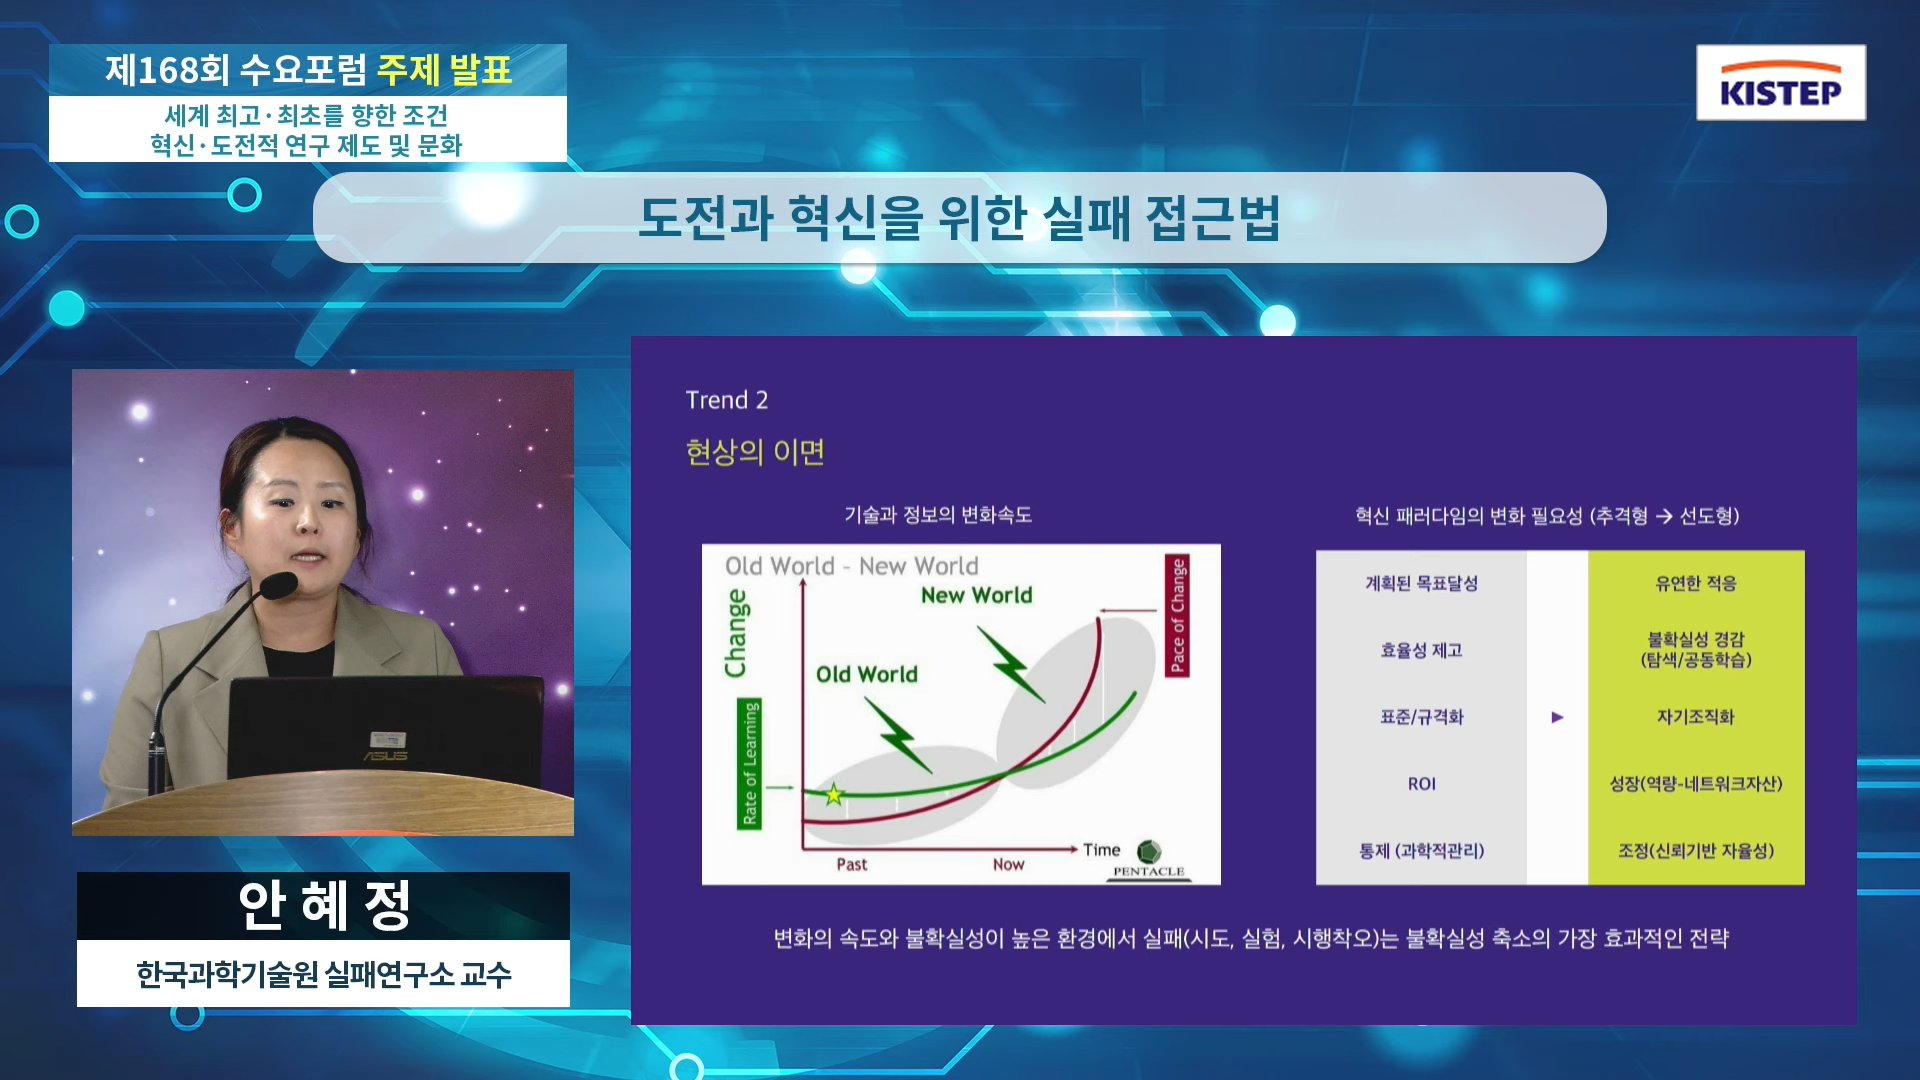 제168회 수요포럼 주제 발표
세계 최고·최초를 향한 조건
혁신·도전적 연구 제도 및 문화
KISTEP
도전과 혁신을 위한 실패 접근법
Trend 2
현상의 이면
기술과 정보의 변화속도
Old World - New World
Change
New World
Pace of Change
Old World
Rate of Learning
Time
Past
Now
PENTACLE
혁신 패러다임의 변화 필요성 (추격형 → 선도형)
계획된 목표달성
유연한 적응
효율성 제고
불확실성 경감
(탐색/공동학습)
표준/규격화
▶
자기조직화
ROI
성장(역량-네트워크자산)
통제 (과학적관리)
조정(신뢰기반 자율성)
변화의 속도와 불확실성이 높은 환경에서 실패(시도, 실험, 시행착오)는 불확실성 축소의 가장 효과적인 전략
ASUS
안혜정
한국과학기술원 실패연구소 교수